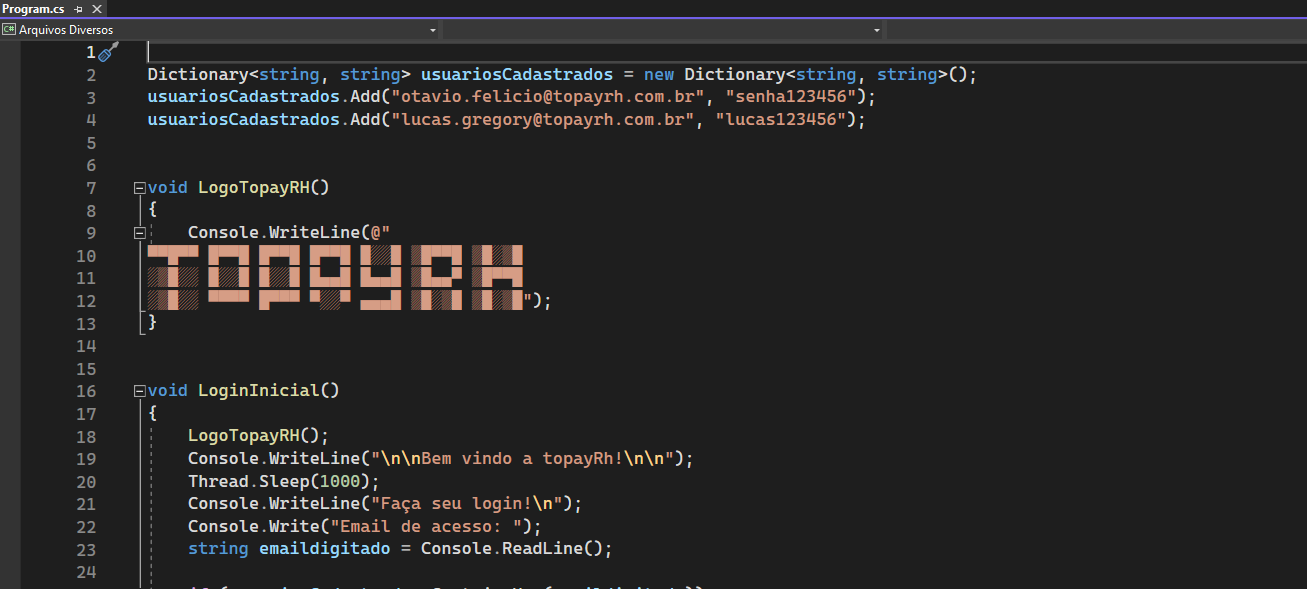 Program.cs
C# Arquivos Diversos
1
2 Dictionary<string, string> usuariosCadastrados = new Dictionary<string, string>();
3 usuariosCadastrados.Add("otavio.felicio@topayrh.com.br", "senha123456");
4 usuariosCadastrados.Add("lucas.gregory@topayrh.com.br", "lucas123456");
5
6
7 void LogoTopayRH()
8 {
9 Console.WriteLine(@"
10 ▀▀█▀▀ █▀▀█ █▀▀█ █▀▀█ █░░█ ▒█▀▀█ ▒█░▒█
11 ░▒█░░ █░░█ █░░█ █▄▄█ █▄▄█ ▒█▄▄▀ ▒█▀▀█
12 ░▒█░░ ▀▀▀▀ █▀▀▀ ▀░░▀ ▄▄▄█ ▒█░▒█ ▒█░▒█");
13 }
14
15
16 void LoginInicial()
17 {
18 LogoTopayRH();
19 Console.WriteLine("\n\nBem vindo a topayRh!\n\n");
20 Thread.Sleep(1000);
21 Console.WriteLine("Faça seu login!\n");
22 Console.Write("Email de acesso: ");
23 string emaildigitado = Console.ReadLine();
24